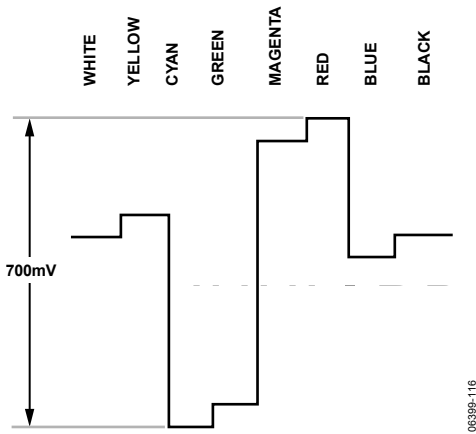 WHITE
YELLOW
CYAN
GREEN
MAGENTA
RED
BLUE
BLACK
700mV
06399-116